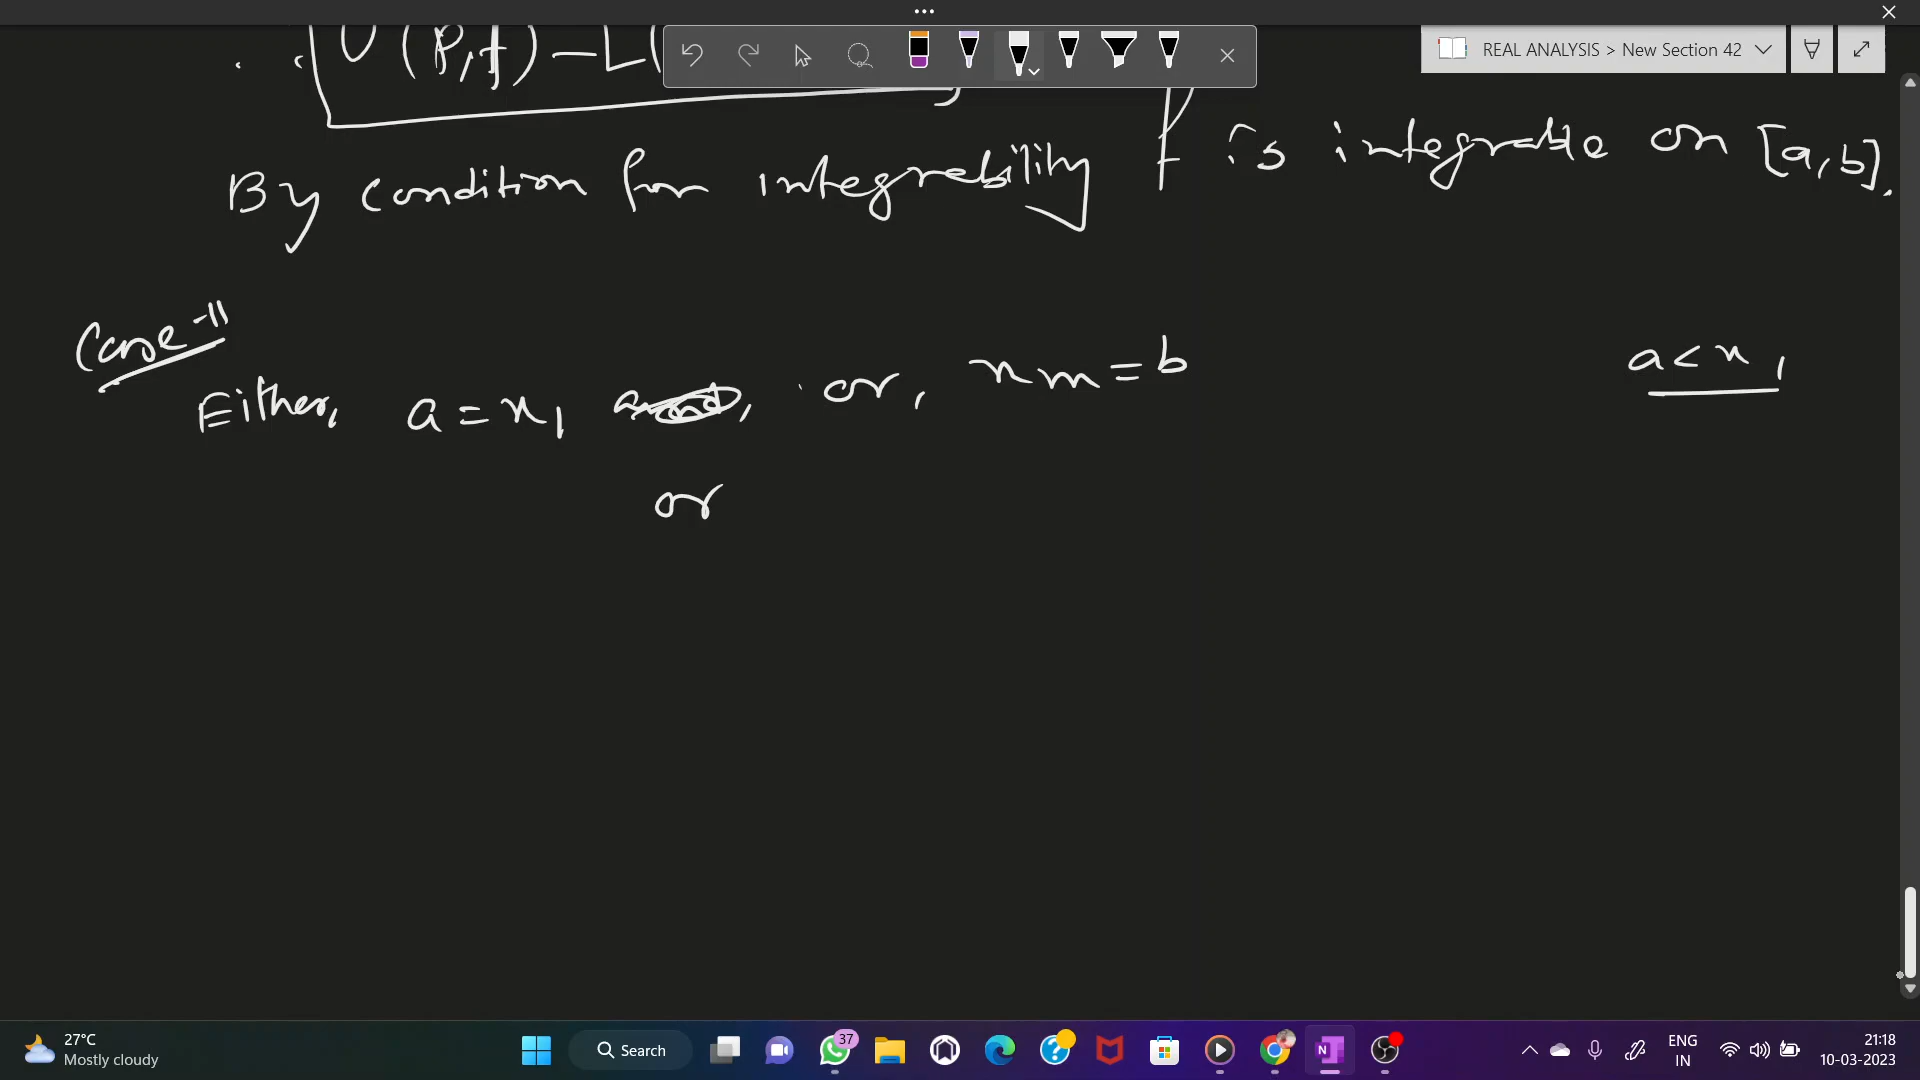 U(P,f)-L(
REAL ANALYSIS > New Section 42
By condition for integrability f is integrable on [a,b].
Case-II
Either, a=x1, or, xm=b
a<x1
or
27°C
Mostly cloudy
Search
37
ENG
IN
21:18
10-03-2023